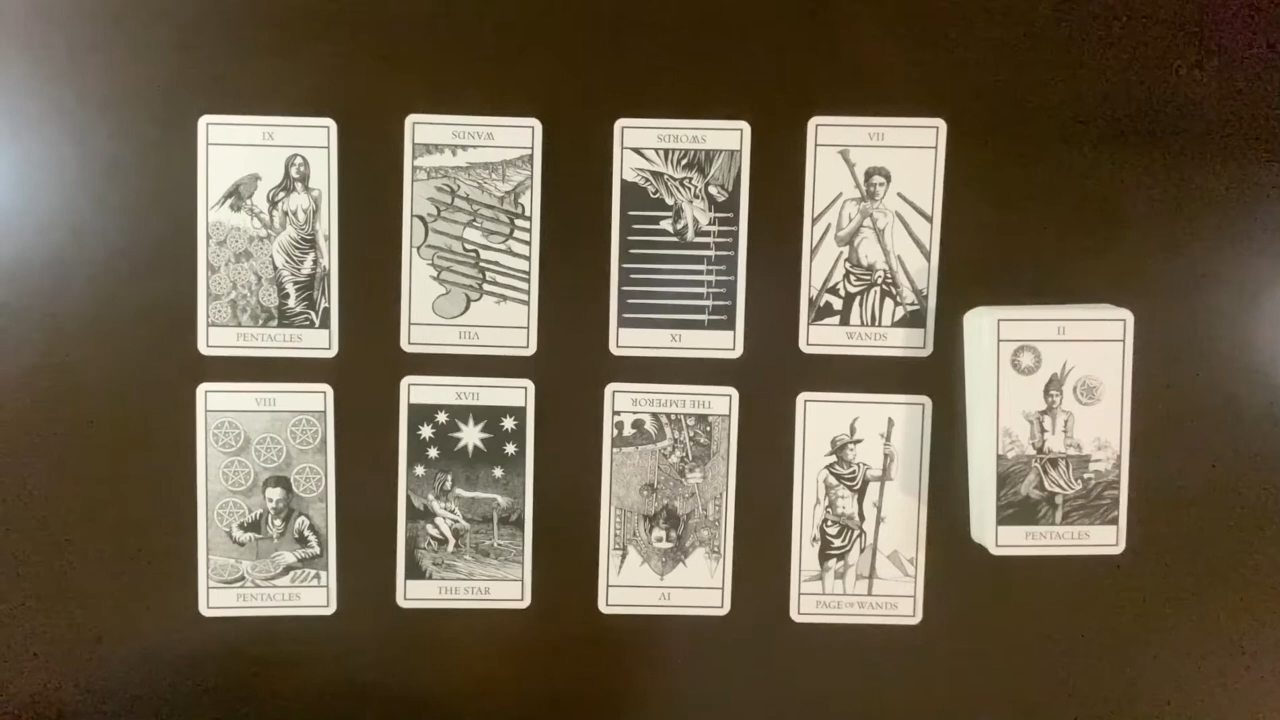 IX
PENTACLES
WANDS
VIII
SWORDS
IX
VII
WANDS
VIII
PENTACLES
XVII
THE STAR
THE EMPEROR
IV
PAGE OF WANDS
II
PENTACLES